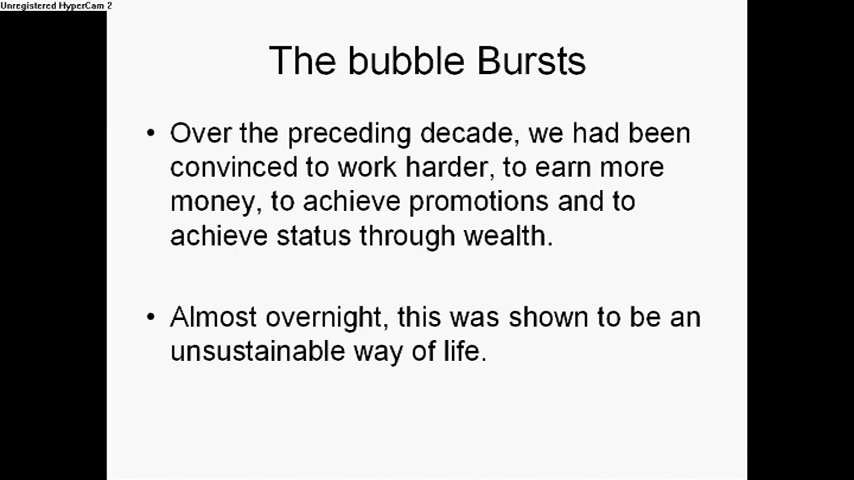 Unregistered HyperCam 2
The bubble Bursts
• Over the preceding decade, we had been
convinced to work harder, to earn more
money, to achieve promotions and to
achieve status through wealth.
• Almost overnight, this was shown to be an
unsustainable way of life.